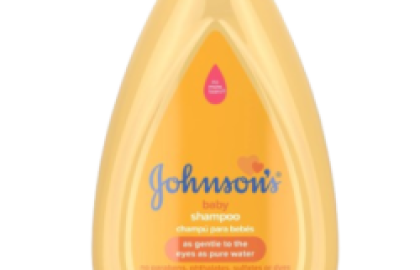 Johnson's®
baby
shampoo
champú para bebés
as gentle to the
eyes as pure water